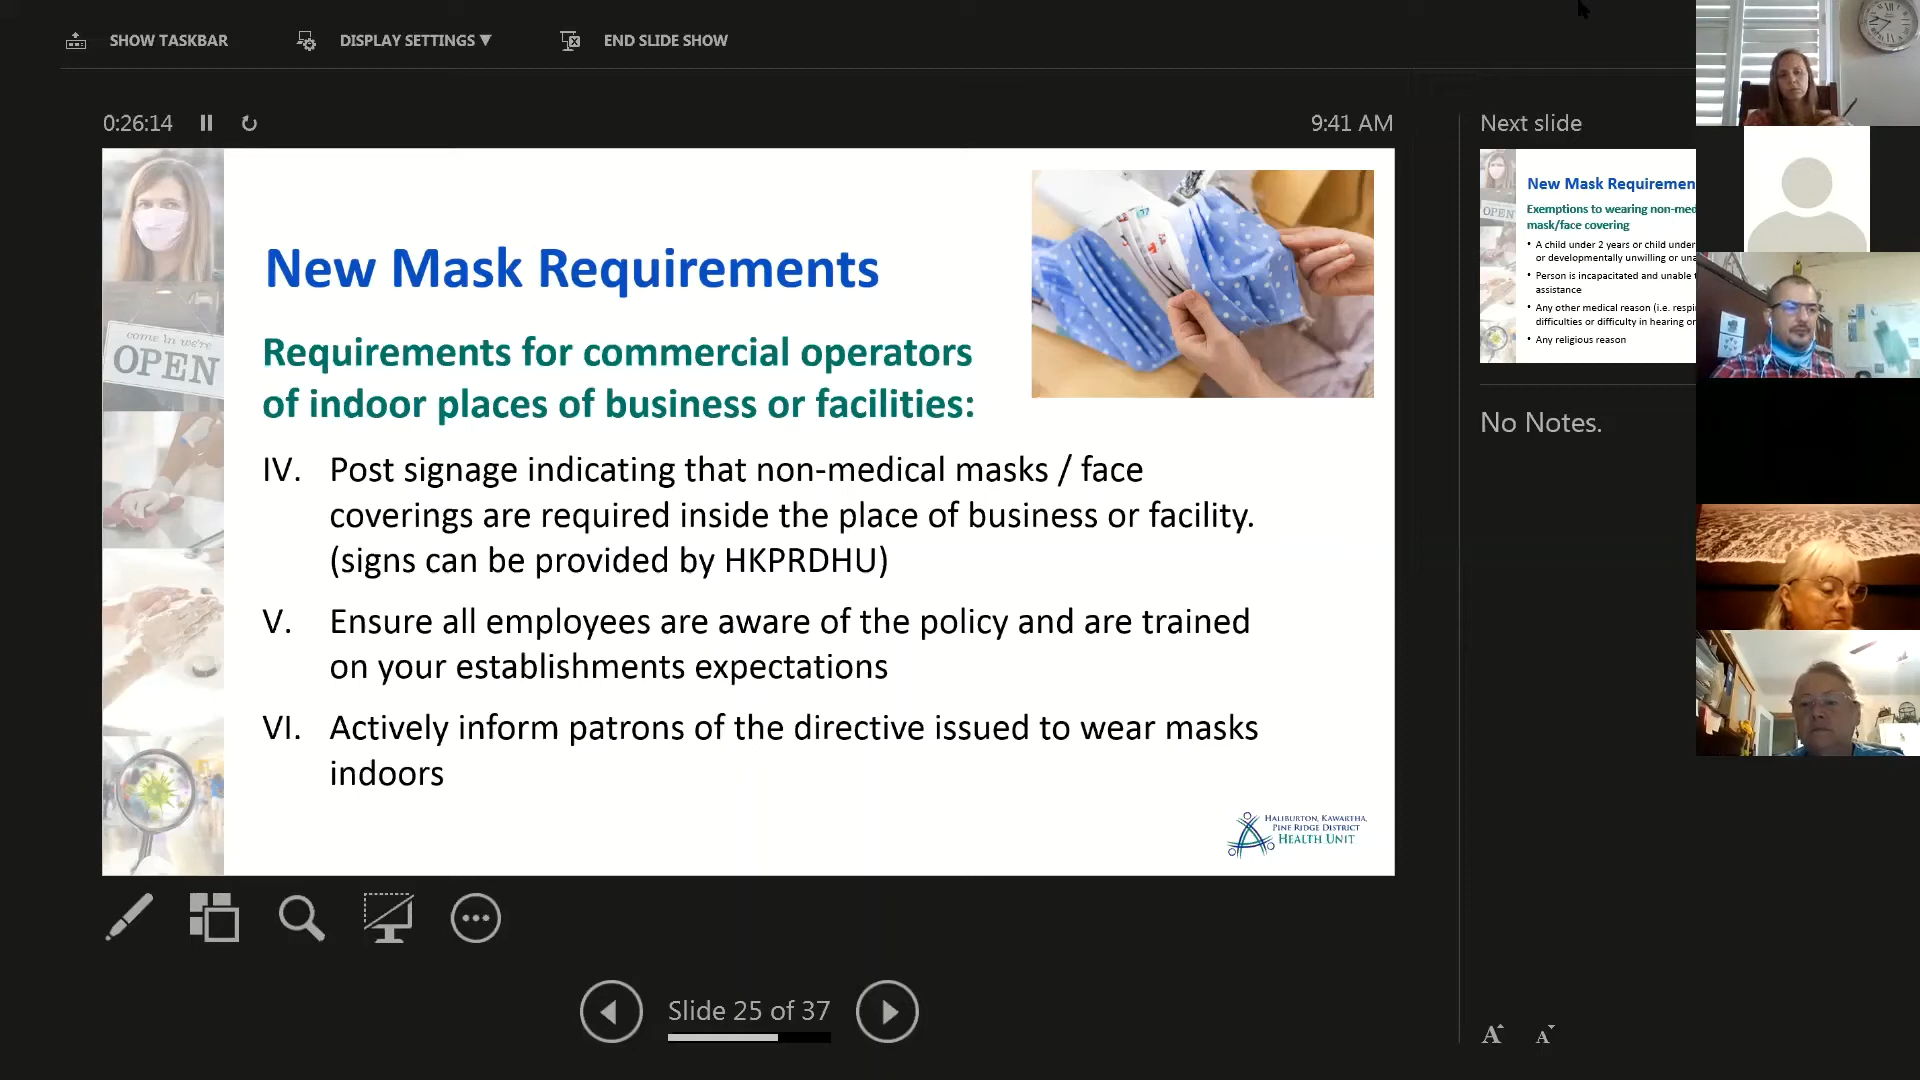 SHOW TASKBAR
DISPLAY SETTINGS ▼
END SLIDE SHOW
0:26:14
9:41 AM
Next slide
come in we're
OPEN
New Mask Requirements
Requirements for commercial operators
of indoor places of business or facilities:
IV. Post signage indicating that non-medical masks / face
coverings are required inside the place of business or facility.
(signs can be provided by HKPRDHU)
V. Ensure all employees are aware of the policy and are trained
on your establishments expectations
VI. Actively inform patrons of the directive issued to wear masks
indoors
HALIBURTON, KAWARTHA,
PINE RIDGE DISTRICT
HEALTH UNIT
OPEN
New Mask Requiremen
Exemptions to wearing non-med
mask/face covering
• A child under 2 years or child under
or developmentally unwilling or una
• Person is incapacitated and unable t
assistance
• Any other medical reason (i.e. respi
difficulties or difficulty in hearing or
• Any religious reason
No Notes.
Slide 25 of 37
A A